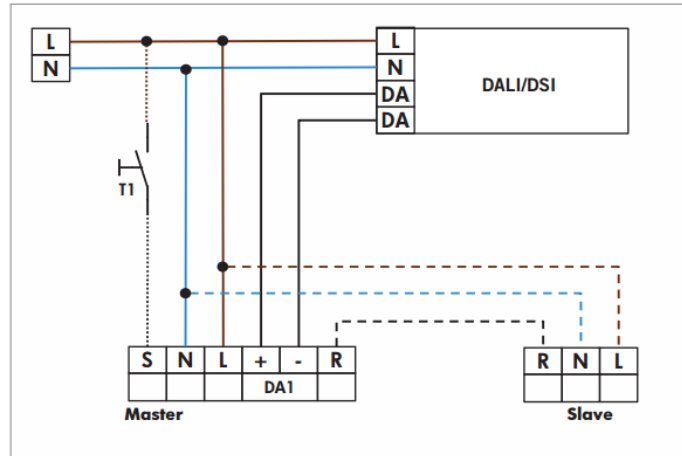 L L
N N
DA DALI/DSI
DA
T1
S N L + - R R N L
DA1
Master Slave